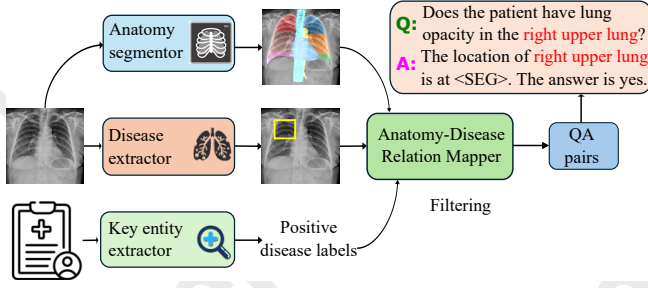 Anatomy
segmentor
Q: Does the patient have lung
opacity in the right upper lung?
A: The location of right upper lung
is at <SEG>. The answer is yes.
Disease
extractor
Anatomy-Disease
Relation Mapper
QA
pairs
Key entity
extractor
Positive
disease labels
Filtering